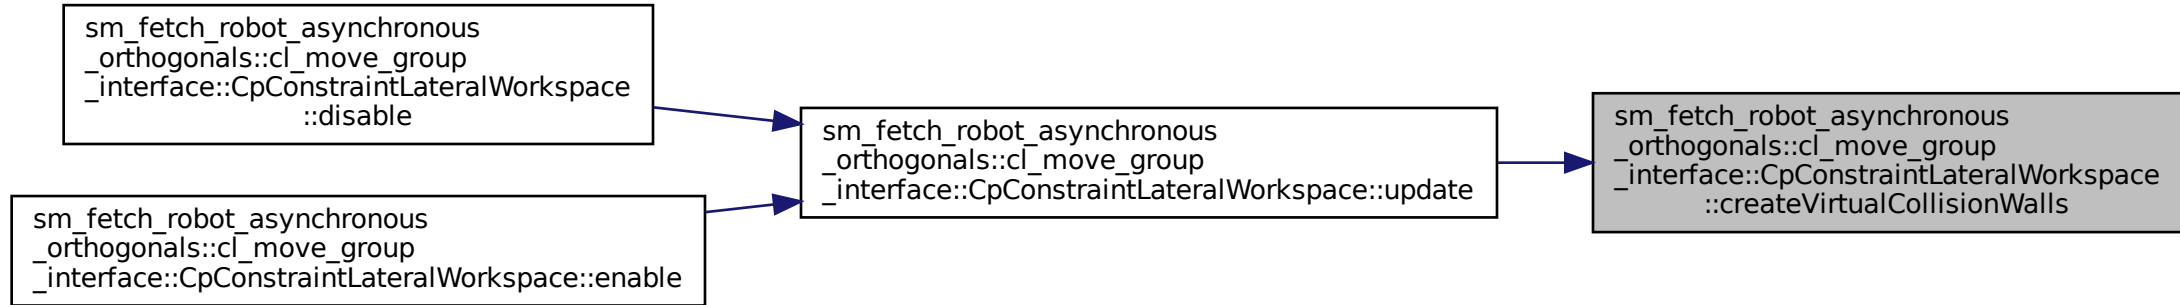 sm_fetch_robot_asynchronous
_orthogonals::cl_move_group
_interface::CpConstraintLateralWorkspace
::disable
sm_fetch_robot_asynchronous
_orthogonals::cl_move_group
_interface::CpConstraintLateralWorkspace::enable
sm_fetch_robot_asynchronous
_orthogonals::cl_move_group
_interface::CpConstraintLateralWorkspace::update
sm_fetch_robot_asynchronous
_orthogonals::cl_move_group
_interface::CpConstraintLateralWorkspace
::createVirtualCollisionWalls